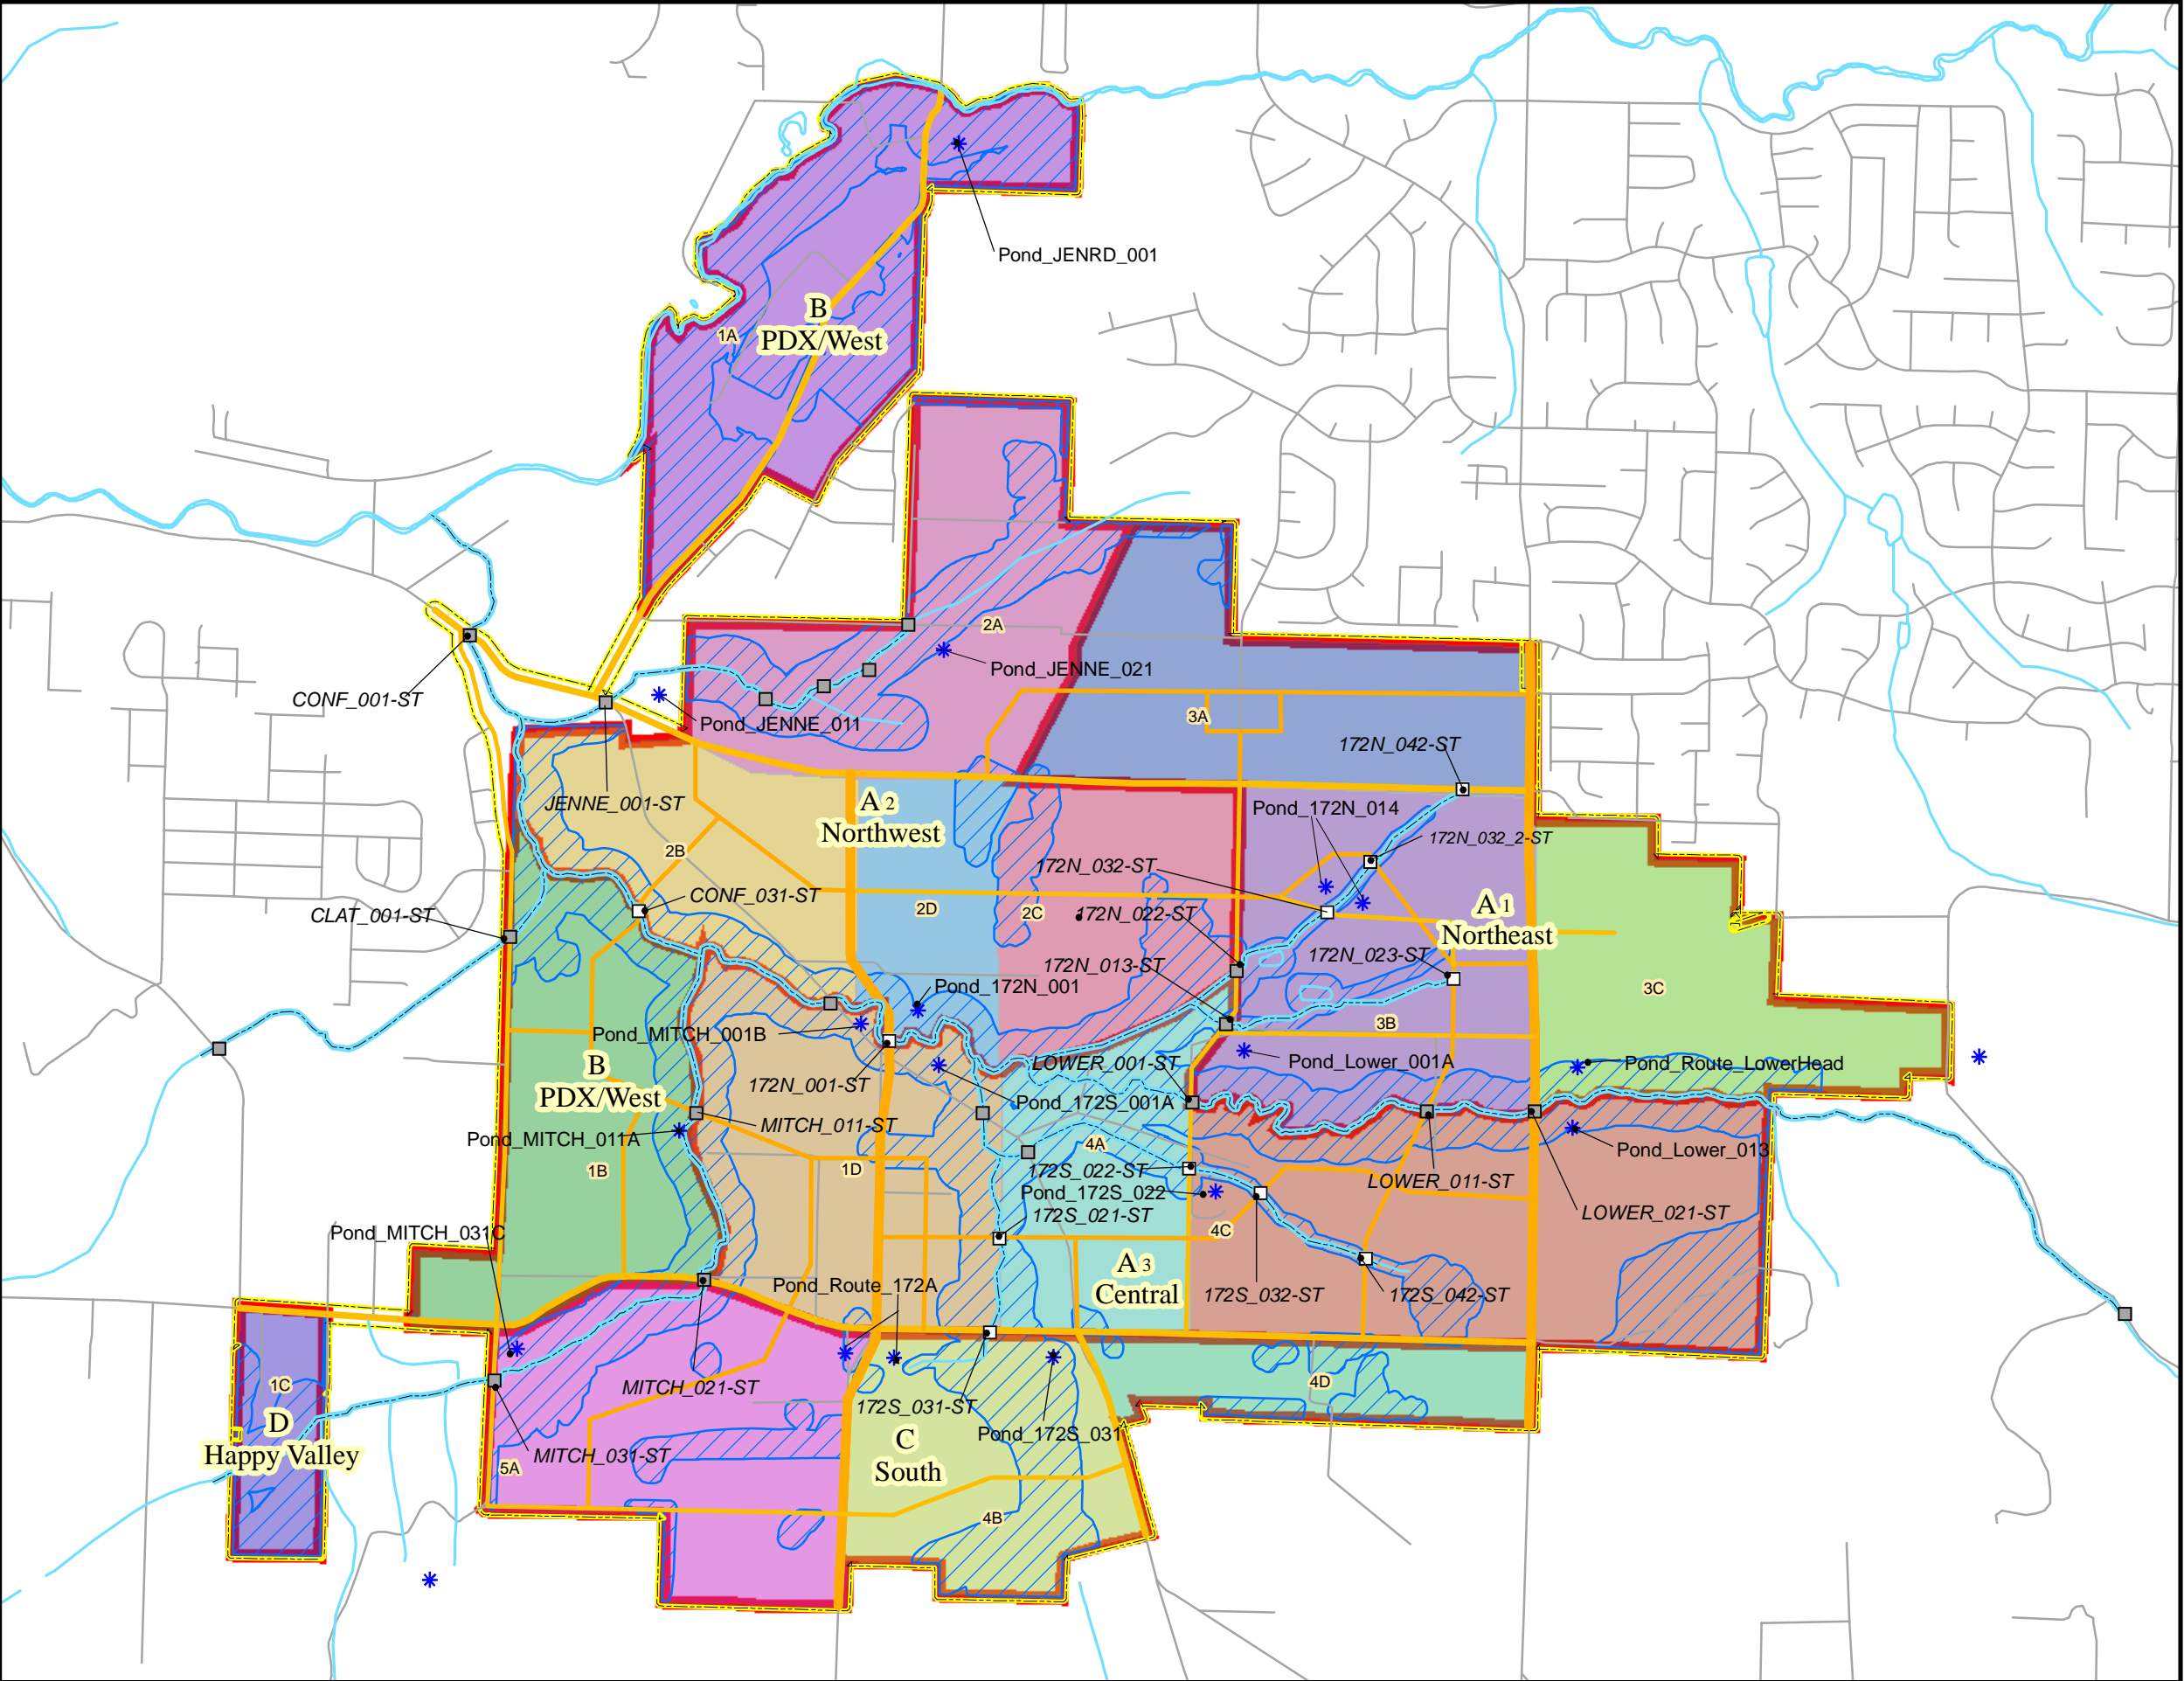 Pond_JENRD_001
B
PDX/West
1A
2A
Pond_JENNE_021
CONF_001-ST
Pond_JENNE_011
3A
172N_042-ST
JENNE_001-ST
A 2
Northwest
Pond_172N_014
172N_032_2-ST
2B
172N_032-ST
CONF_031-ST
CLAT_001-ST
2D
2C
172N_022-ST
A 1
Northeast
172N_013-ST
172N_023-ST
Pond_172N_001
3C
3B
Pond_MITCH_001B
LOWER_001-ST
Pond_Lower_001A
Pond_Route_LowerHead
B
PDX/West
172N_001-ST
Pond_172S_001A
MITCH_011-ST
Pond_MITCH_011A
4A
Pond_Lower_013
1B
1D
172S_022-ST
LOWER_011-ST
Pond_172S_022
172S_021-ST
LOWER_021-ST
Pond_MITCH_031C
4C
A 3
Central
Pond_Route_172A
172S_032-ST
172S_042-ST
1C
MITCH_021-ST
4D
172S_031-ST
D
Happy Valley
Pond_172S_031
C
South
MITCH_031-ST
5A
4B